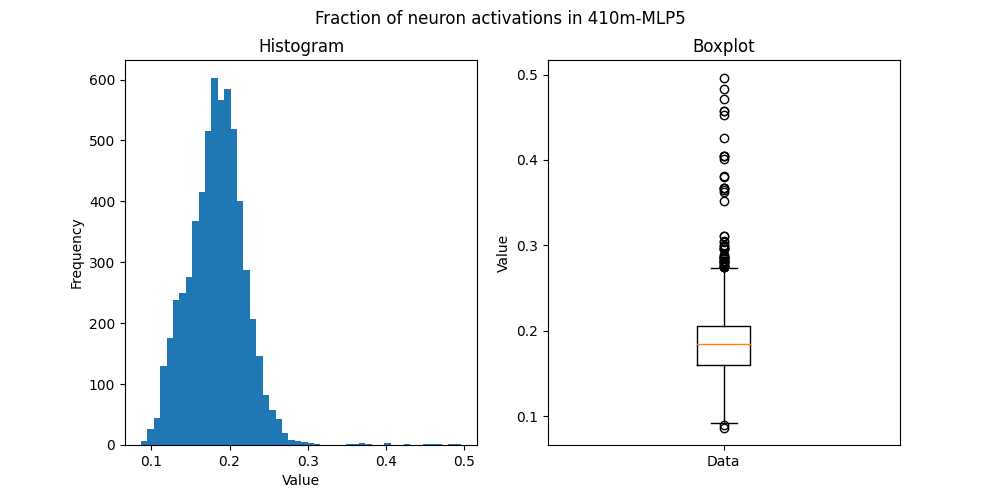 Fraction of neuron activations in 410m-MLP5
Histogram
Frequency
600
500
400
300
200
100
0
0.1 0.2 0.3 0.4 0.5
Value
Boxplot
Value
0.5
0.4
0.3
0.2
0.1
Data